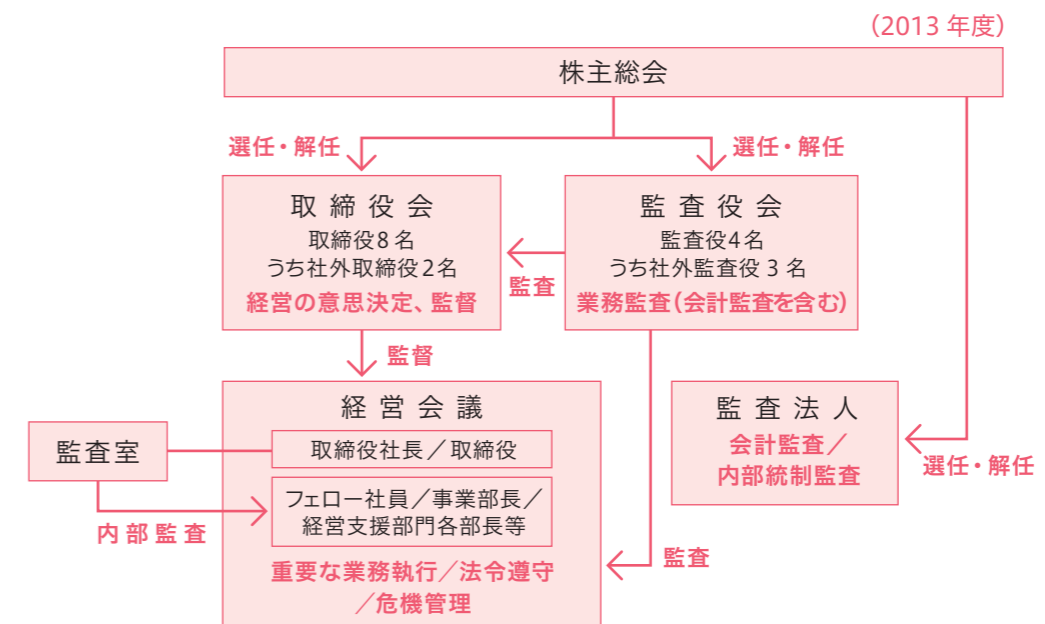 （2013 年度）
株主総会
選任・解任
選任・解任
取締役会
取締役8名
うち社外取締役2名
経営の意思決定、監督
監査
監査役会
監査役4名
うち社外監査役 3 名
業務監査（会計監査を含む）
監督
経営会議
取締役社長／取締役
フェロー社員／事業部長／
経営支援部門各部長等
重要な業務執行／法令遵守
／危機管理
監査室
内部監査
監査
監査法人
会計監査／
内部統制監査
選任・解任